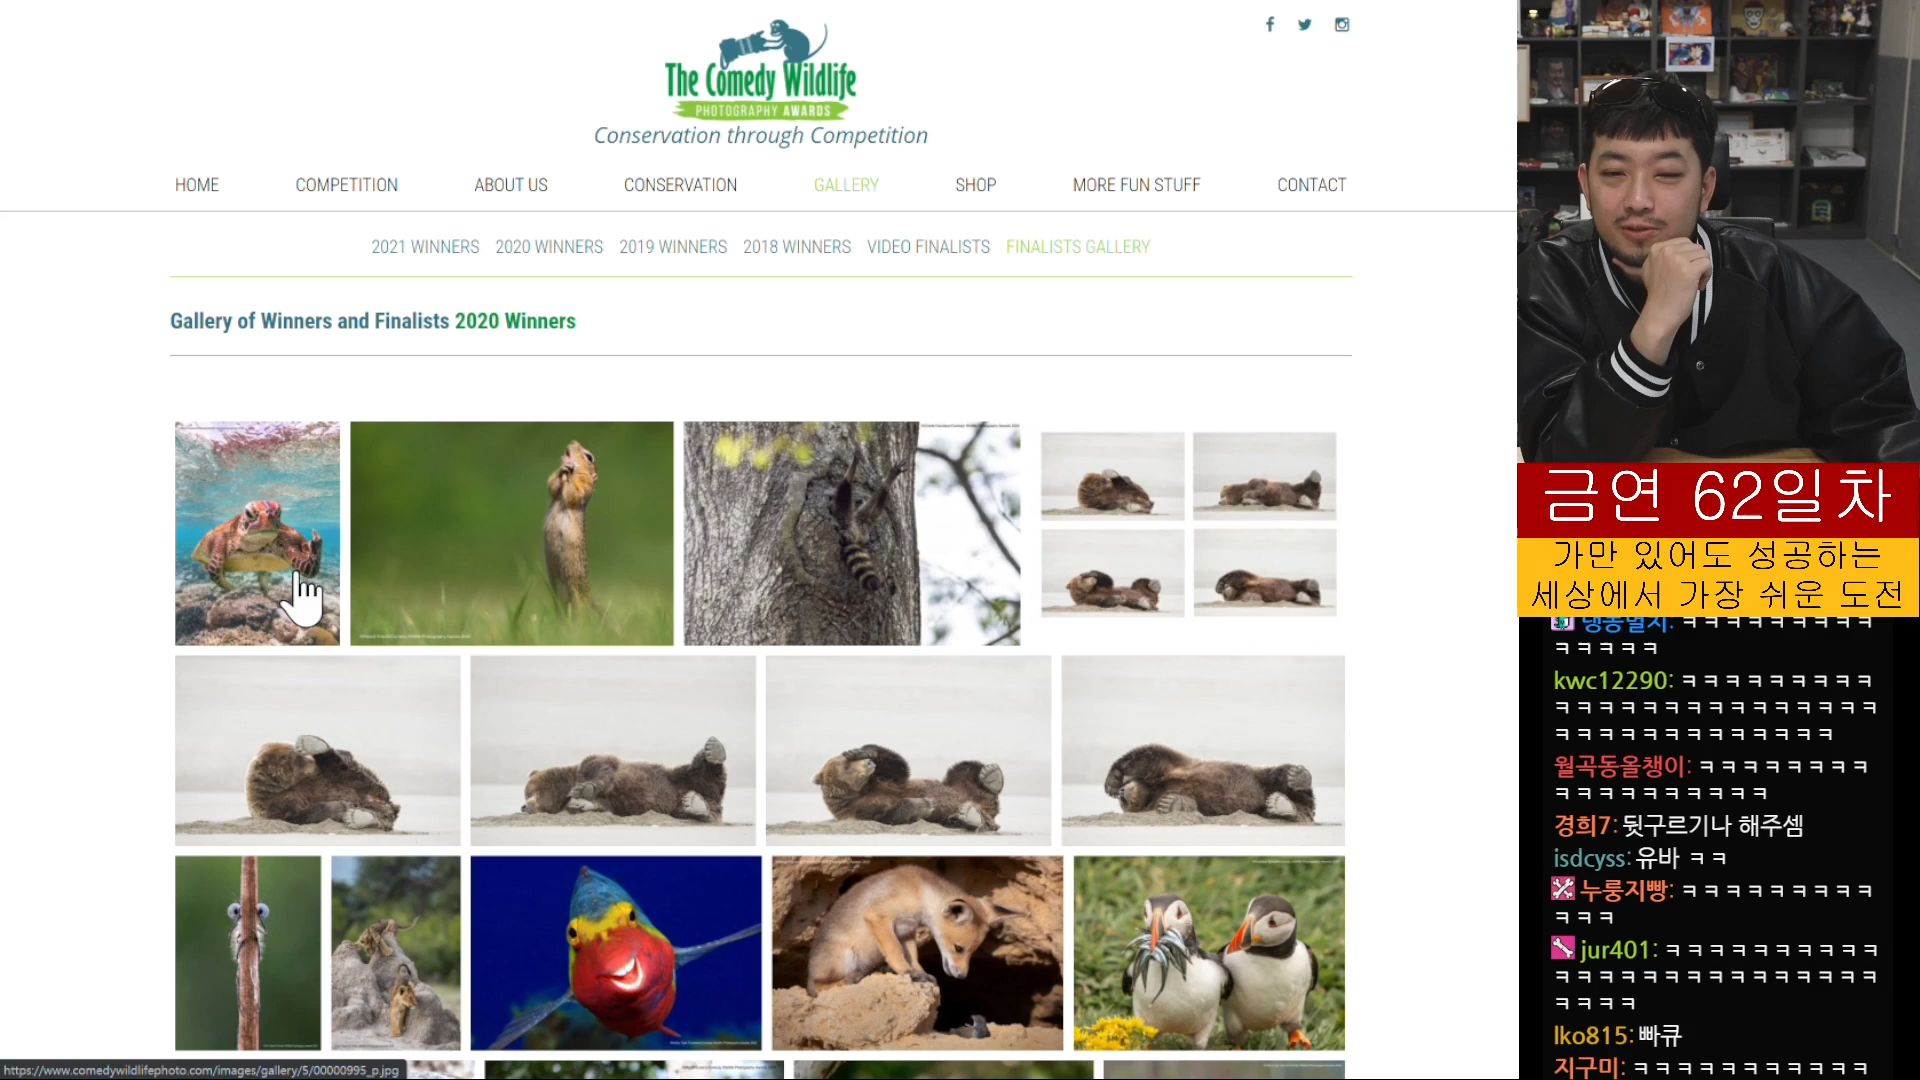 The Comedy Wildlife
PHOTOGRAPHY AWARDS
Conservation through Competition
HOME COMPETITION ABOUT US CONSERVATION GALLERY SHOP MORE FUN STUFF CONTACT
2021 WINNERS 2020 WINNERS 2019 WINNERS 2018 WINNERS VIDEO FINALISTS FINALISTS GALLERY
Gallery of Winners and Finalists 2020 Winners
https://www.comedywildlifephoto.com/images/gallery/5/00000995_p.jpg
금연 62일차
가만 있어도 성공하는
세상에서 가장 쉬운 도전
ㅋㅋㅋㅋㅋㅋㅋㅋㅋㅋ
ㅋㅋㅋㅋㅋ
kwc12290: ㅋㅋㅋㅋㅋㅋㅋㅋㅋ
ㅋㅋㅋㅋㅋㅋㅋㅋㅋㅋㅋㅋㅋㅋㅋ
ㅋㅋㅋㅋㅋㅋㅋㅋㅋㅋㅋㅋㅋ
월곡동올챙이: ㅋㅋㅋㅋㅋㅋㅋㅋ
ㅋㅋㅋㅋㅋㅋㅋㅋㅋㅋ
경희7: 뒷구르기나 해주셈
isdcyss: 유바 ㅋㅋ
누룽지빵: ㅋㅋㅋㅋㅋㅋㅋㅋㅋ
ㅋㅋㅋ
jur401: ㅋㅋㅋㅋㅋㅋㅋㅋㅋㅋ
ㅋㅋㅋㅋㅋㅋㅋㅋㅋㅋㅋㅋㅋㅋㅋ
ㅋㅋㅋㅋ
lko815: 빠큐
지구미: ㅋㅋㅋㅋㅋㅋㅋㅋㅋㅋㅋ